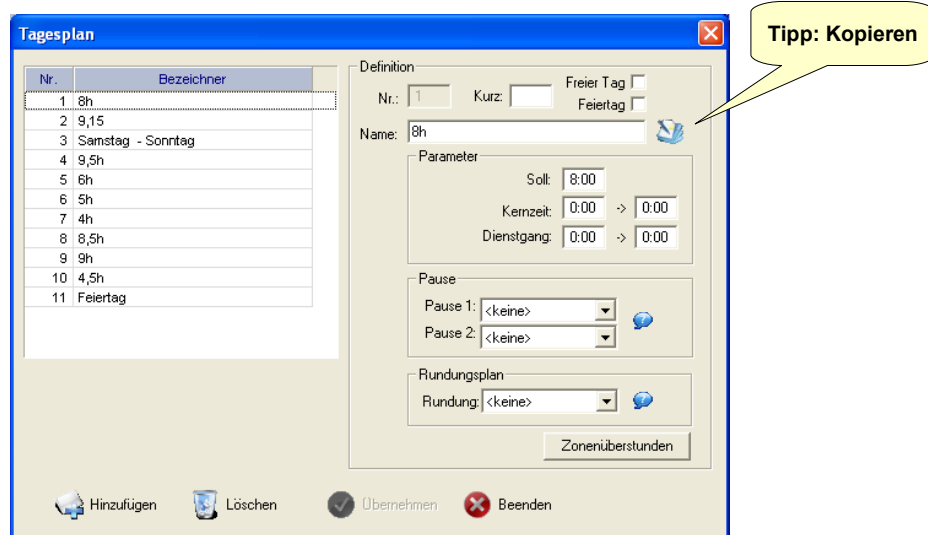 Tagesplan
Tipp: Kopieren
Nr. Bezeichner
1 8h
2 9,15
3 Samstag - Sonntag
4 9,5h
5 6h
6 5h
7 4h
8 8,5h
9 9h
10 4,5h
11 Feiertag
Definition
Nr.: 1 Kurz: Freier Tag
Feiertag
Name: 8h
Parameter
Soll: 8:00
Kernzeit: 0:00 -> 0:00
Dienstgang: 0:00 -> 0:00
Pause
Pause 1: <keine>
Pause 2: <keine>
Rundungsplan
Rundung: <keine>
Zonenüberstunden
Hinzufügen Löschen Übernehmen Beenden